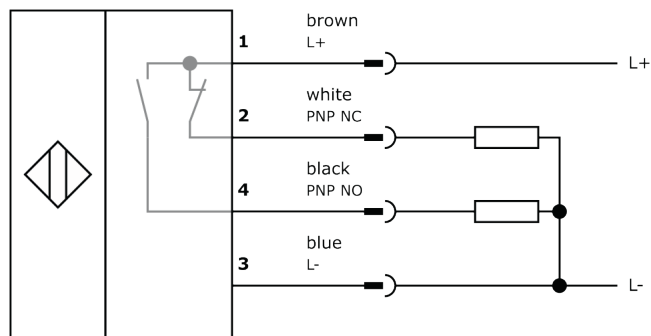 brown
1 L+
L+
white
2 PNP NC
black
4 PNP NO
blue
3 L-
L-